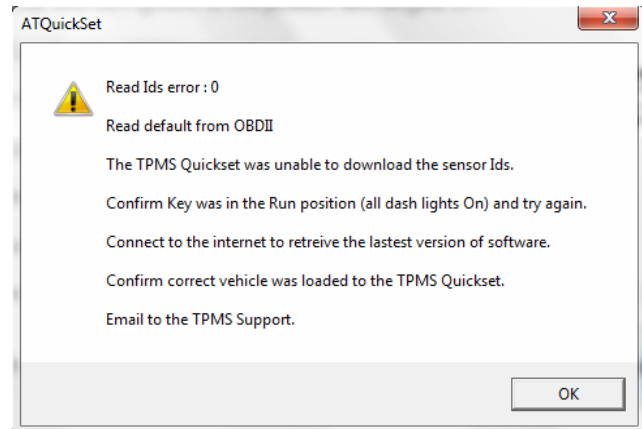 ATQuickSet
Read Ids error : 0
Read default from OBDII
The TPMS Quickset was unable to download the sensor Ids.
Confirm Key was in the Run position (all dash lights On) and try again.
Connect to the internet to retreive the lastest version of software.
Confirm correct vehicle was loaded to the TPMS Quickset.
Email to the TPMS Support.
OK